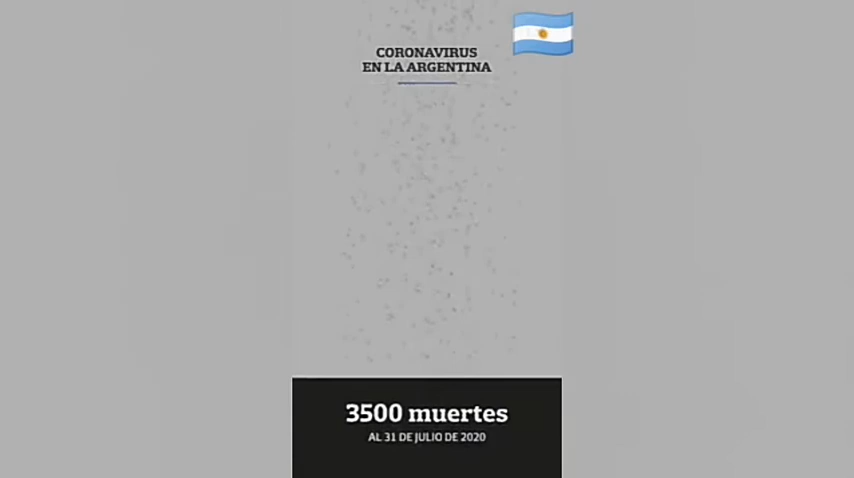 CORONAVIRUS
EN LA ARGENTINA
3500 muertes
AL 31 DE JULIO DE 2020